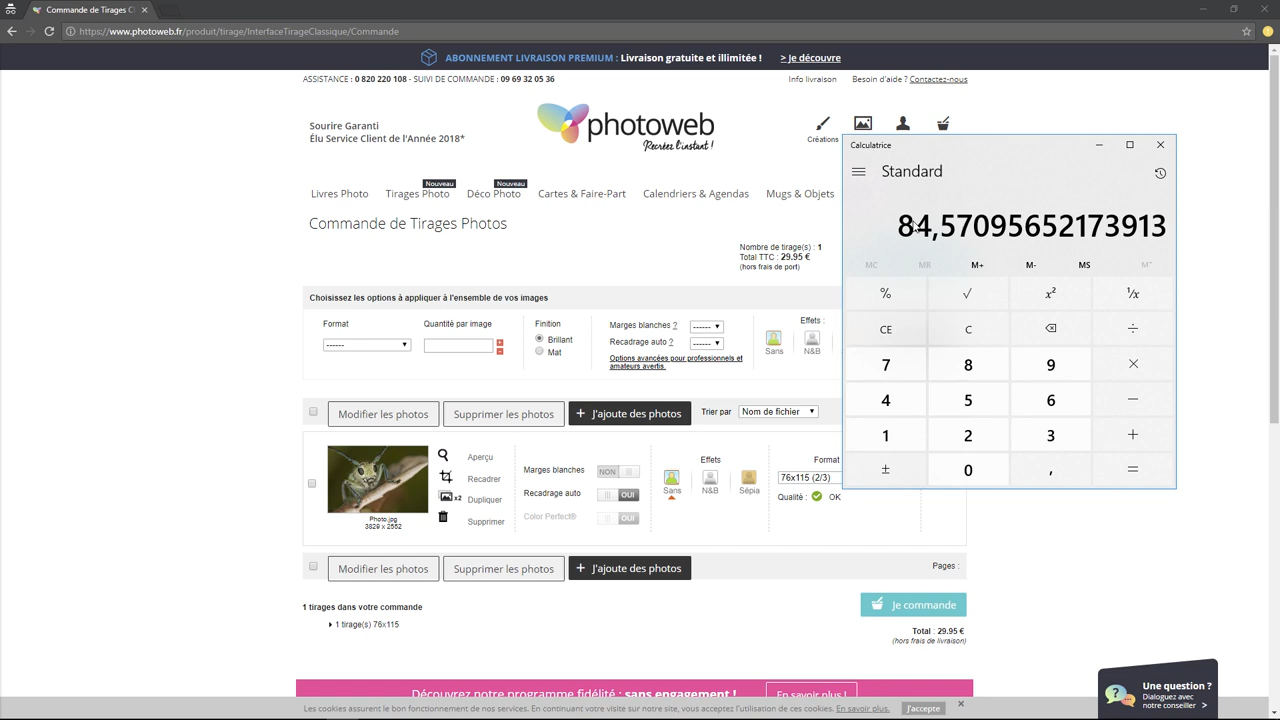 Commande de Tirages C
https://www.photoweb.fr/produit/tirage/InterfaceTirageClassique/Commande
ABONNEMENT LIVRAISON PREMIUM : Livraison gratuite et illimitée ! > Je découvre
ASSISTANCE : 0 820 220 108 - SUIVI DE COMMANDE : 09 69 32 05 36
Info livraison Besoin d'aide ? Contactez-nous
Sourire Garanti
Élu Service Client de l'Année 2018*
photoweb
Recréez l'instant !
Créations
Nouveau Nouveau
Livres Photo Tirages Photo Déco Photo Cartes & Faire-Part Calendriers & Agendas Mugs & Objets
Commande de Tirages Photos
Nombre de tirage(s) : 1
Total TTC : 29.95 €
(hors frais de port)
Choisissez les options à appliquer à l'ensemble de vos images
Format Quantité par image Finition
------
Brillant
Mat
Marges blanches ? ------
Recadrage auto ? ------
Options avancées pour professionnels et
amateurs avertis.
Effets :
Sans N&B
Modifier les photos Supprimer les photos + J'ajoute des photos Trier par Nom de fichier
Photo.jpg
3829 x 2552
Aperçu
Recadrer
x2 Dupliquer
Supprimer
Marges blanches NON
Recadrage auto OUI
Color Perfect® OUI
Effets
Sans N&B Sépia
Format
76x115 (2/3)
Qualité : OK
Modifier les photos Supprimer les photos + J'ajoute des photos Pages :
1 tirages dans votre commande
1 tirage(s) 76x115
Je commande
Total : 29.95 €
(hors frais de livraison)
Découvrez notre programme fidélité : sans engagement ! En savoir plus !
Les cookies assurent le bon fonctionnement de nos services. En continuant votre visite sur notre site, vous acceptez l'utilisation de ces cookies. En savoir plus. J'accepte
Une question ?
Dialoguez avec
notre conseiller >
Calculatrice
Standard
84,57095652173913
MC MR M+ M- MS M˅
% √ x² ¹/x
CE C ÷
7 8 9 ×
4 5 6 −
1 2 3 +
± 0 , =